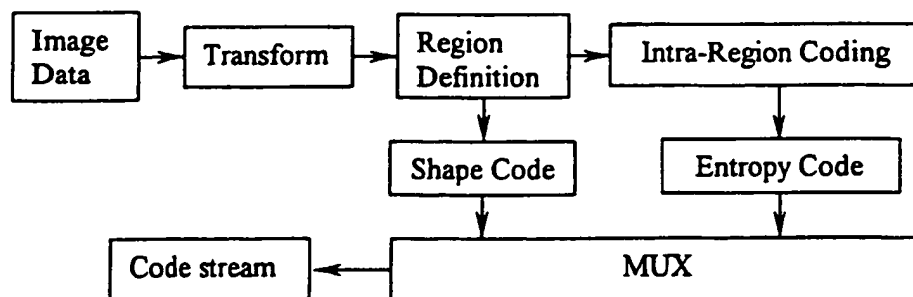 Image
Data
Transform
Region
Definition
Intra-Region Coding
Shape Code
Entropy Code
Code stream
MUX